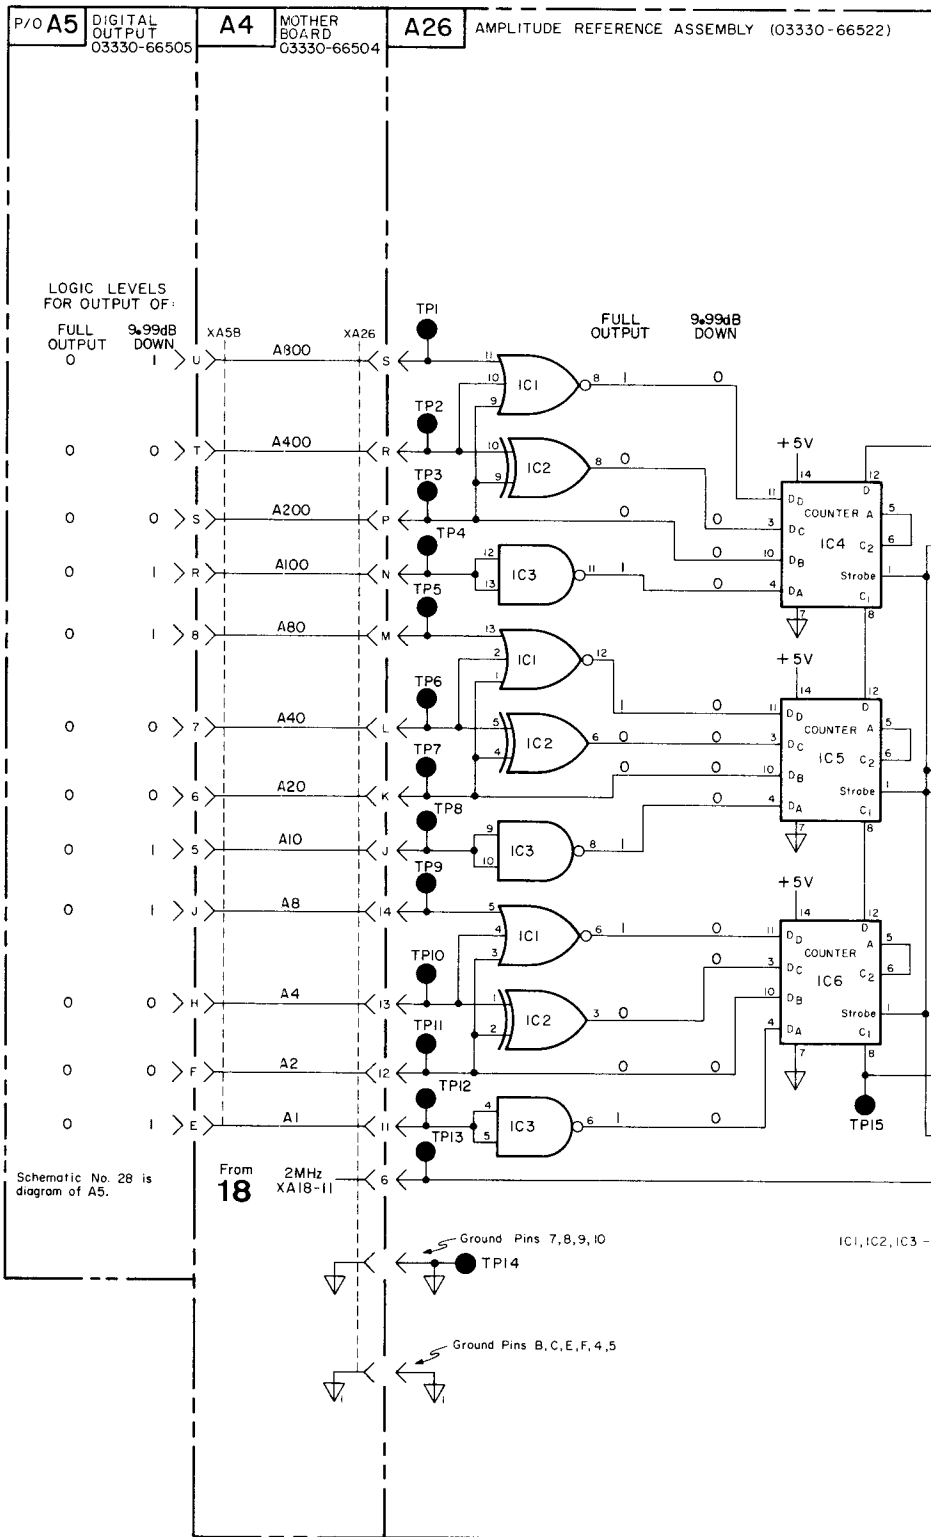 P/O A5 DIGITAL OUTPUT 03330-66505
A4 MOTHER BOARD 03330-66504
A26 AMPLITUDE REFERENCE ASSEMBLY (03330-66522)
LOGIC LEVELS
FOR OUTPUT OF:
FULL OUTPUT 9.99dB DOWN
XA5B XA26
TP1
FULL OUTPUT 9.99dB DOWN
0 1 U A800 S 11
10 IC1 8 1 0
9
TP2
0 0 T A400 R 10
IC2 8 0
9
TP3
0 0 S A200 P 0 0
TP4
0 1 R A100 N 12
IC3 11 1 0
13
+5V
14 12
D
11 DD
COUNTER A 5
3 DC
IC4 C2 6
10 DB
Strobe 1
4 DA
C1
7 8
TP5
0 1 8 A80 M 13
2 IC1 12 1 0
1
TP6
0 0 7 A40 L 5
IC2 6 0 0
4
TP7
0 0 6 A20 K 0 0
TP8
0 1 5 A10 J 9
IC3 8 1 0
10
+5V
14 12
D
11 DD
COUNTER A 5
3 DC
IC5 C2 6
10 DB
Strobe 1
4 DA
C1
7 8
TP9
0 1 J A8 14 5
4 IC1 6 1 0
3
TP10
0 0 H A4 13 1
IC2 3 0 0
2
TP11
0 0 F A2 12 0 0
TP12
0 1 E A1 11 4
IC3 6 1 0
5
+5V
14 12
D
11 DD
COUNTER A 5
3 DC
IC6 C2 6
10 DB
Strobe 1
4 DA
C1
7 8
TP15
TP13
Schematic No. 28 is
diagram of A5.
From
18
2MHz
XA18-11 6
Ground Pins 7,8,9,10
TP14
IC1, IC2, IC3 -
Ground Pins B,C,E,F,4,5
i i